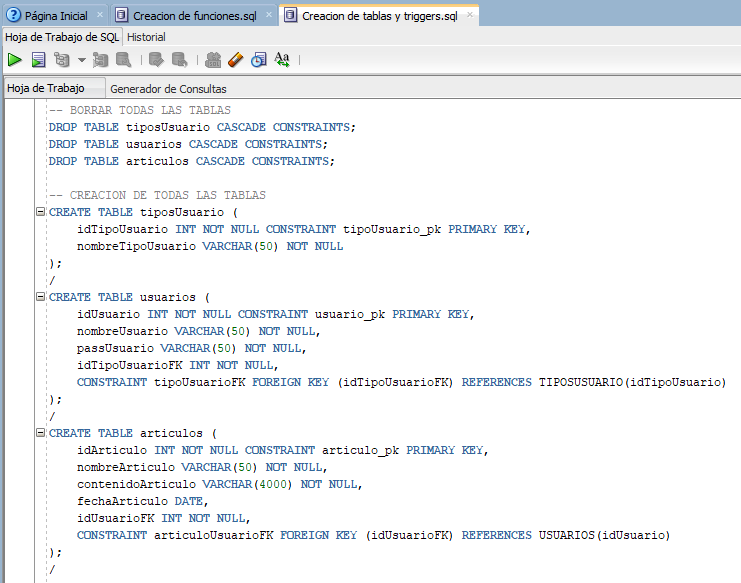 Página Inicial
Creacion de funciones.sql
Creacion de tablas y triggers.sql
Hoja de Trabajo de SQL
Historial
Aa
Hoja de Trabajo
Generador de Consultas
-- BORRAR TODAS LAS TABLAS
DROP TABLE tiposUsuario CASCADE CONSTRAINTS;
DROP TABLE usuarios CASCADE CONSTRAINTS;
DROP TABLE articulos CASCADE CONSTRAINTS;
-- CREACION DE TODAS LAS TABLAS
CREATE TABLE tiposUsuario (
idTipoUsuario INT NOT NULL CONSTRAINT tipoUsuario_pk PRIMARY KEY,
nombreTipoUsuario VARCHAR(50) NOT NULL
);
/
CREATE TABLE usuarios (
idUsuario INT NOT NULL CONSTRAINT usuario_pk PRIMARY KEY,
nombreUsuario VARCHAR(50) NOT NULL,
passUsuario VARCHAR(50) NOT NULL,
idTipoUsuarioFK INT NOT NULL,
CONSTRAINT tipoUsuarioFK FOREIGN KEY (idTipoUsuarioFK) REFERENCES TIPOSUSUARIO(idTipoUsuario)
);
/
CREATE TABLE articulos (
idArticulo INT NOT NULL CONSTRAINT articulo_pk PRIMARY KEY,
nombreArticulo VARCHAR(50) NOT NULL,
contenidoArticulo VARCHAR(4000) NOT NULL,
fechaArticulo DATE,
idUsuarioFK INT NOT NULL,
CONSTRAINT articuloUsuarioFK FOREIGN KEY (idUsuarioFK) REFERENCES USUARIOS(idUsuario)
);
/